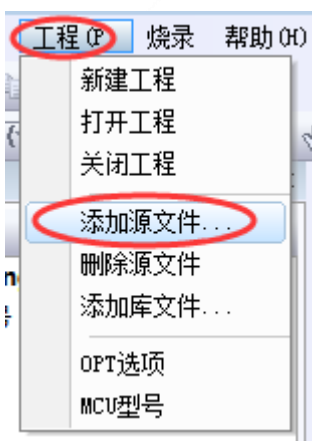 工程(P) 烧录 帮助(H)
新建工程
打开工程
关闭工程
添加源文件...
删除源文件
添加库文件...
OPT选项
MCU型号